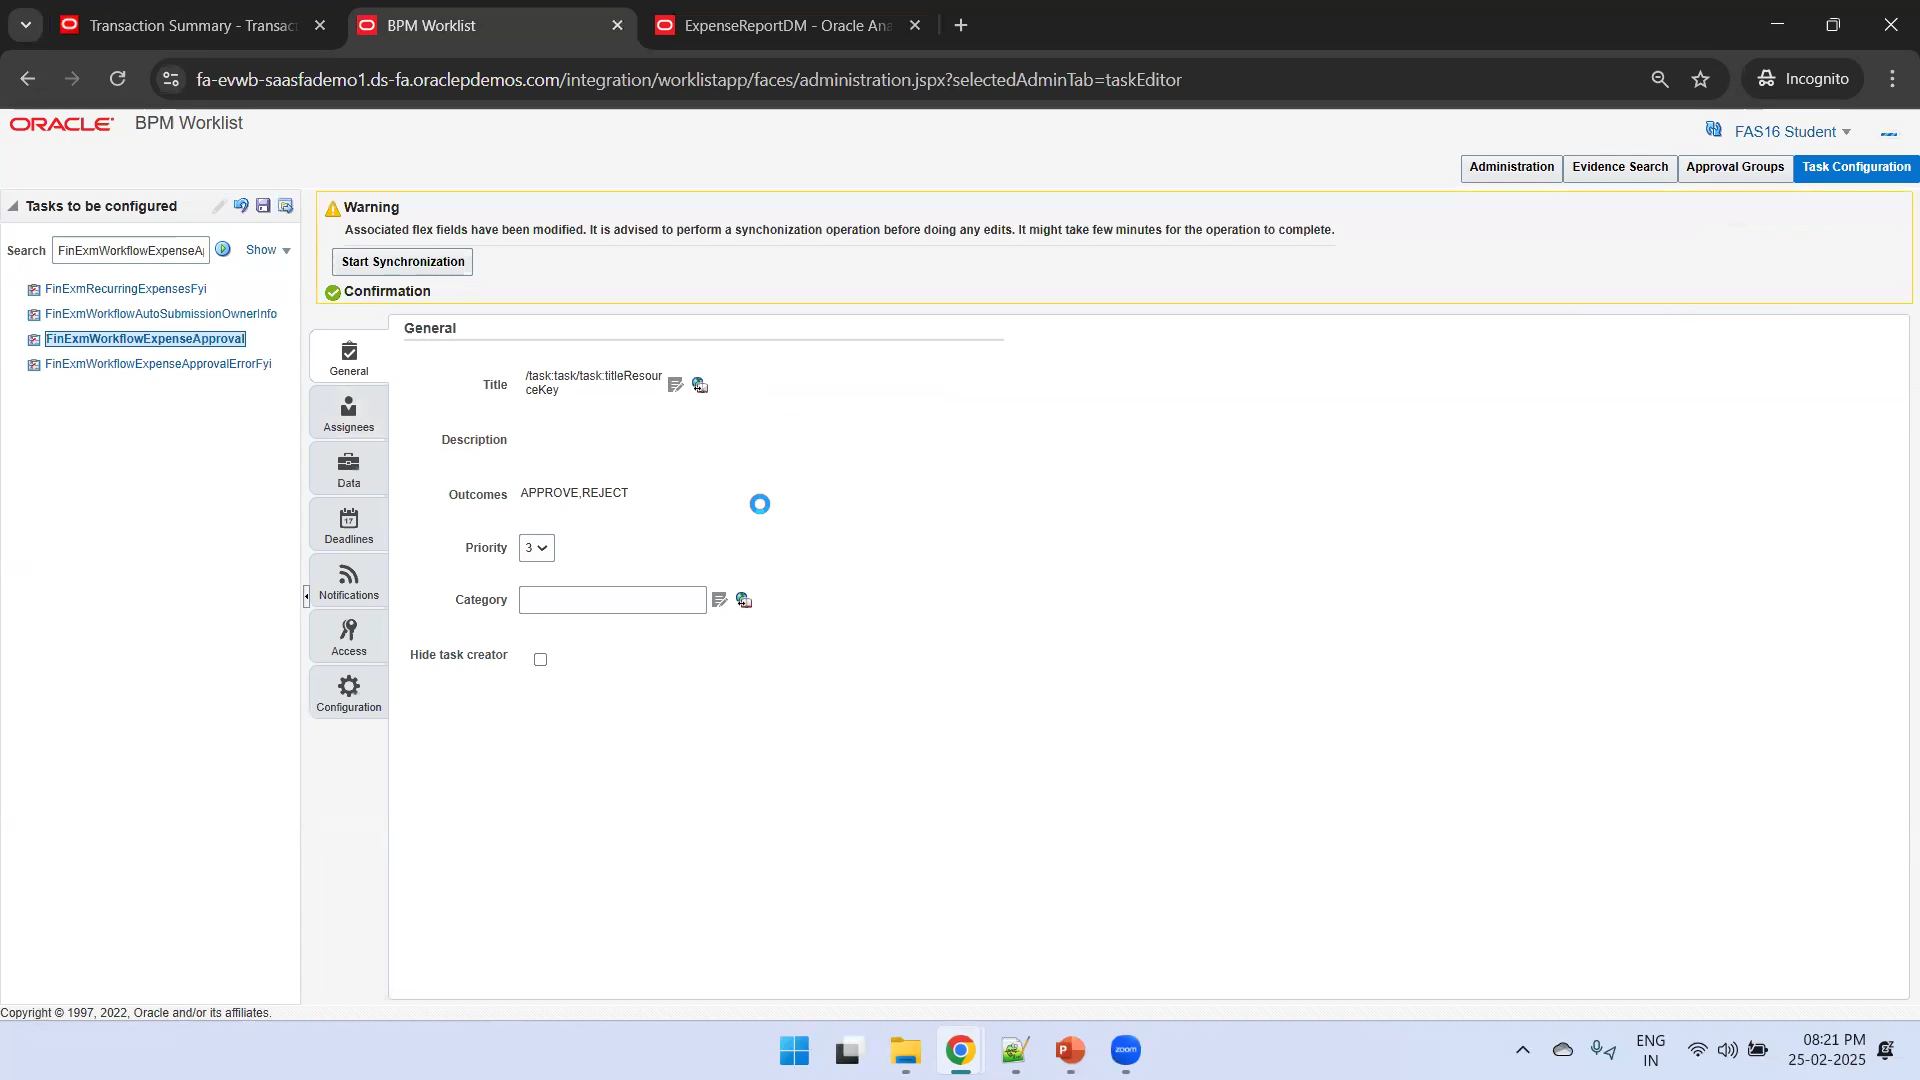 Transaction Summary - Transac
BPM Worklist
ExpenseReportDM - Oracle Ana
fa-evwb-saasfademo1.ds-fa.oraclepdemos.com/integration/worklistapp/faces/administration.jspx?selectedAdminTab=taskEditor
Incognito
ORACLE BPM Worklist
FAS16 Student
Administration
Evidence Search
Approval Groups
Task Configuration
Tasks to be configured
Search FinExmWorkflowExpenseA Show
FinExmRecurringExpensesFyi
FinExmWorkflowAutoSubmissionOwnerInfo
FinExmWorkflowExpenseApproval
FinExmWorkflowExpenseApprovalErrorFyi
Warning
Associated flex fields have been modified. It is advised to perform a synchonization operation before doing any edits. It might take few minutes for the operation to complete.
Start Synchronization
Confirmation
General
Assignees
Data
17
Deadlines
Notifications
Access
Configuration
General
Title /task:task/task:titleResour
ceKey
Description
Outcomes APPROVE,REJECT
Priority 3
Category
Hide task creator
Copyright © 1997, 2022, Oracle and/or its affiliates.
P
zoom
ENG
IN
08:21 PM
25-02-2025